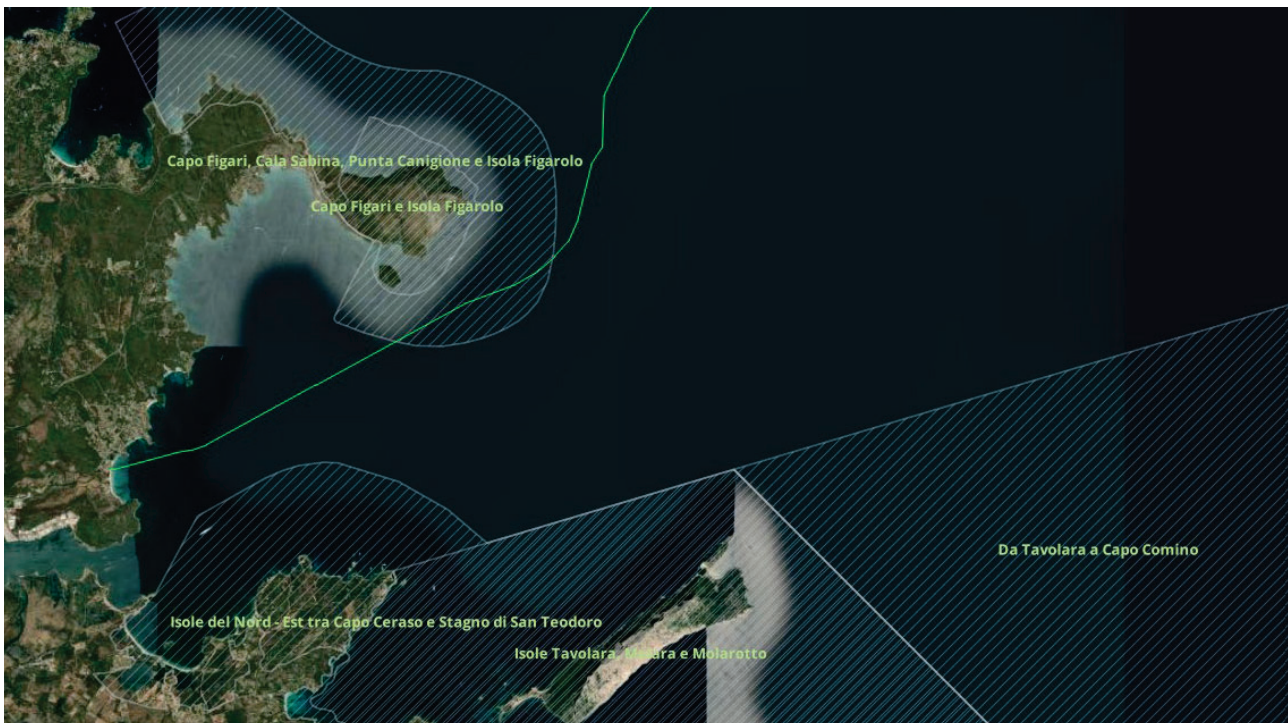 Capo Figari, Cala Sabina, Punta Canigione e Isola Figarolo
Capo Figari e Isola Figarolo
Da Tavolara a Capo Comino
Isole del Nord - Est tra Capo Ceraso e Stagno di San Teodoro
Isole Tavolara, Molara e Molarotto